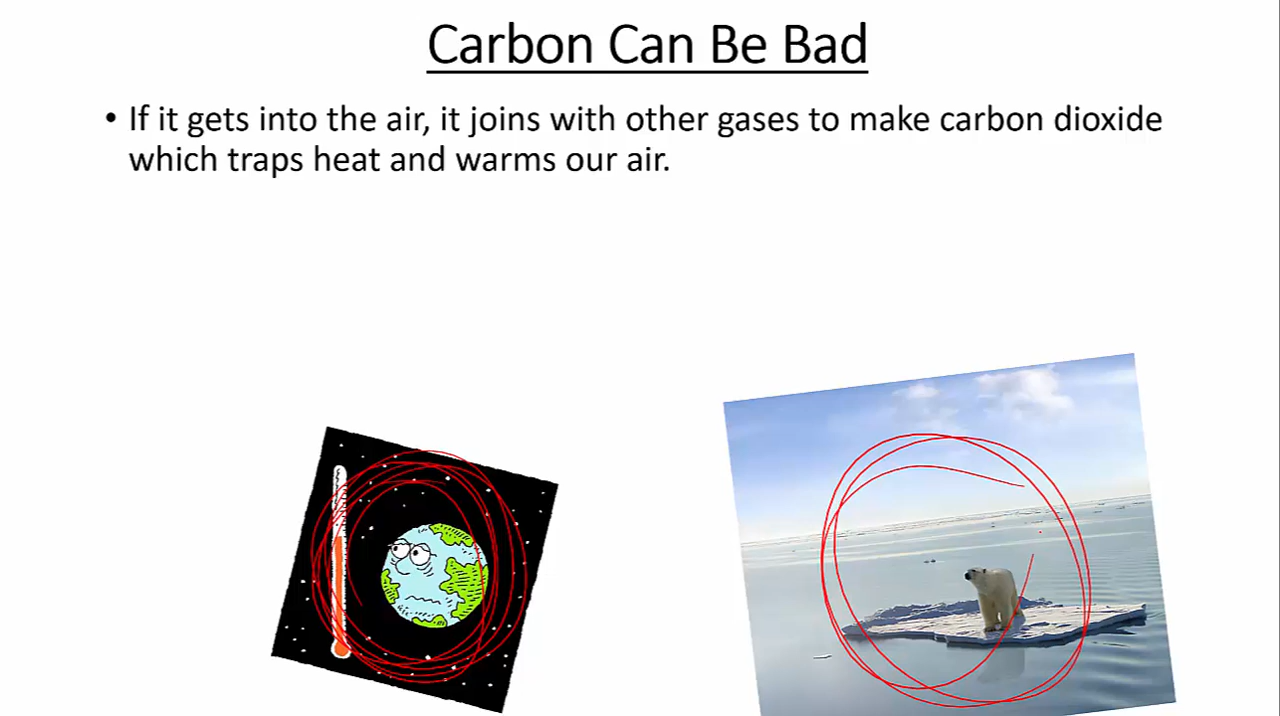 Carbon Can Be Bad
• If it gets into the air, it joins with other gases to make carbon dioxide
which traps heat and warms our air.